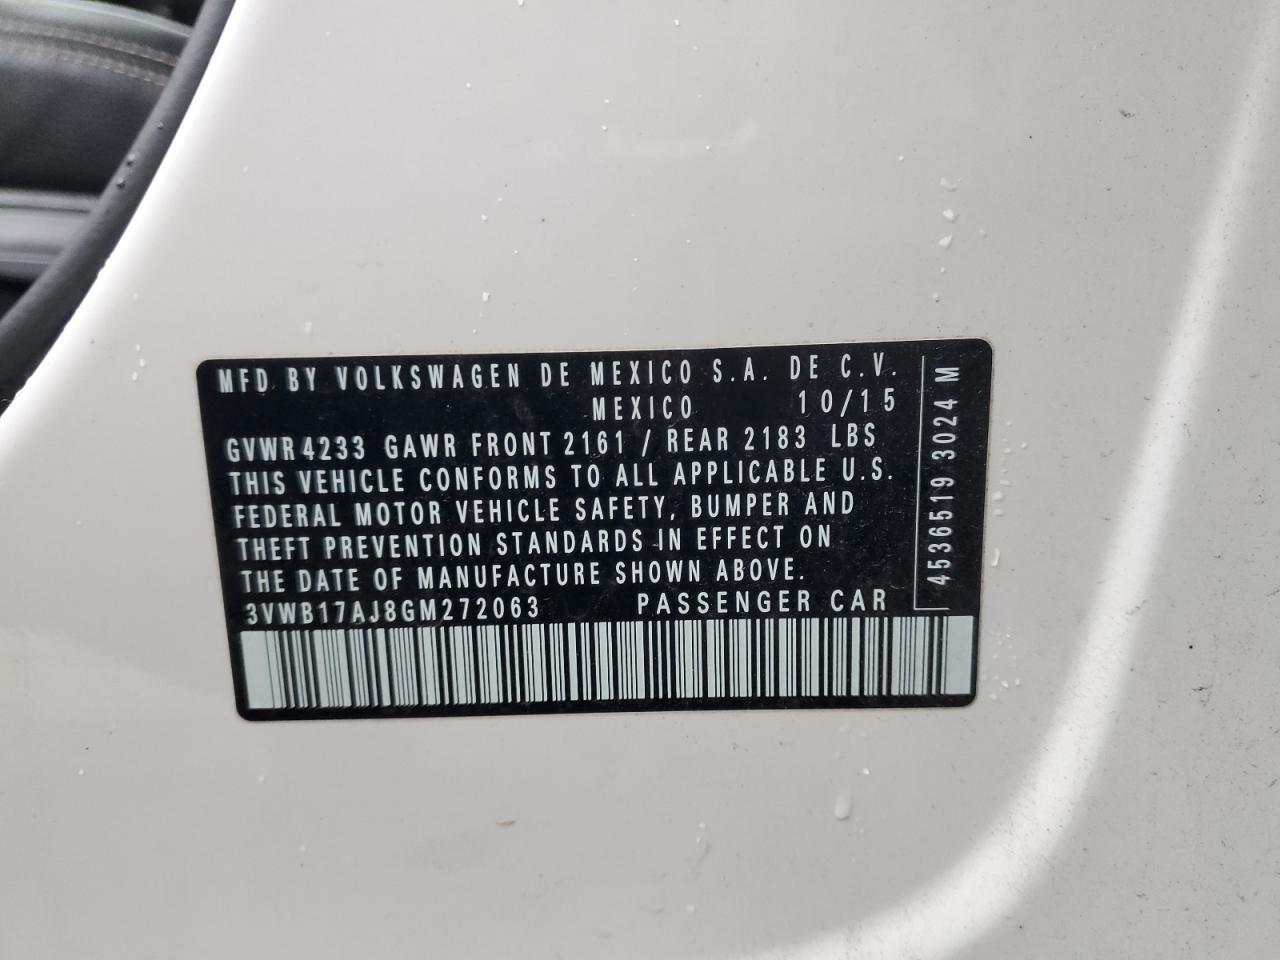 MFD BY VOLKSWAGEN DE MEXICO S.A. DE C.V.
MEXICO 10/15
GVWR 4233 GAWR FRONT 2161 / REAR 2183 LBS
THIS VEHICLE CONFORMS TO ALL APPLICABLE U.S.
FEDERAL MOTOR VEHICLE SAFETY, BUMPER AND
THEFT PREVENTION STANDARDS IN EFFECT ON
THE DATE OF MANUFACTURE SHOWN ABOVE.
3VWB17AJ8GM272063 PASSENGER CAR
4536519 3024 M